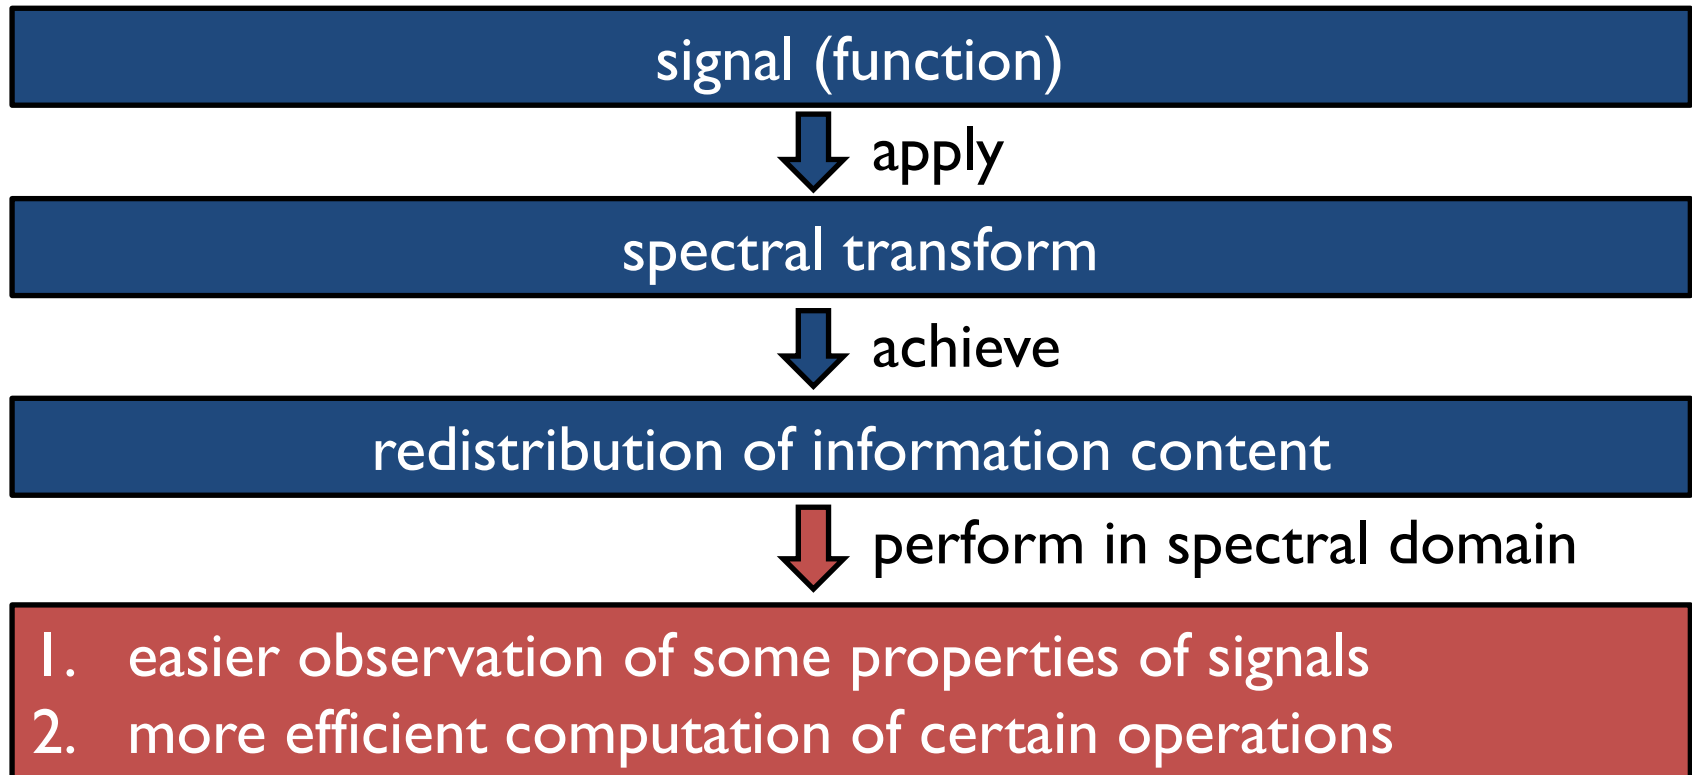 signal (function)
apply
spectral transform
achieve
redistribution of information content
perform in spectral domain
1. easier observation of some properties of signals
2. more efficient computation of certain operations